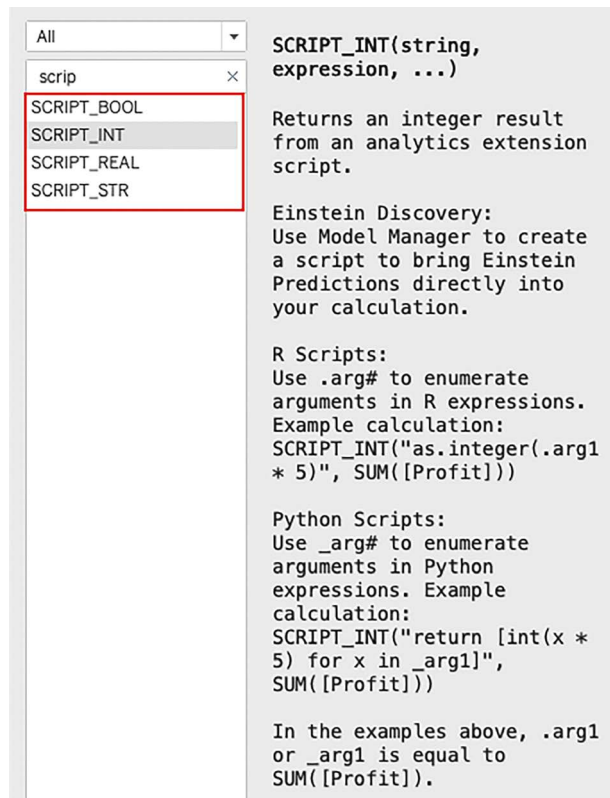 All
scrip
SCRIPT_BOOL
SCRIPT_INT
SCRIPT_REAL
SCRIPT_STR
SCRIPT_INT(string,
expression, ...)
Returns an integer result
from an analytics extension
script.
Einstein Discovery:
Use Model Manager to create
a script to bring Einstein
Predictions directly into
your calculation.
R Scripts:
Use .arg# to enumerate
arguments in R expressions.
Example calculation:
SCRIPT_INT("as.integer(.arg1
* 5)", SUM([Profit]))
Python Scripts:
Use _arg# to enumerate
arguments in Python
expressions. Example
calculation:
SCRIPT_INT("return [int(x *
5) for x in _arg1]",
SUM([Profit]))
In the examples above, .arg1
or _arg1 is equal to
SUM([Profit]).